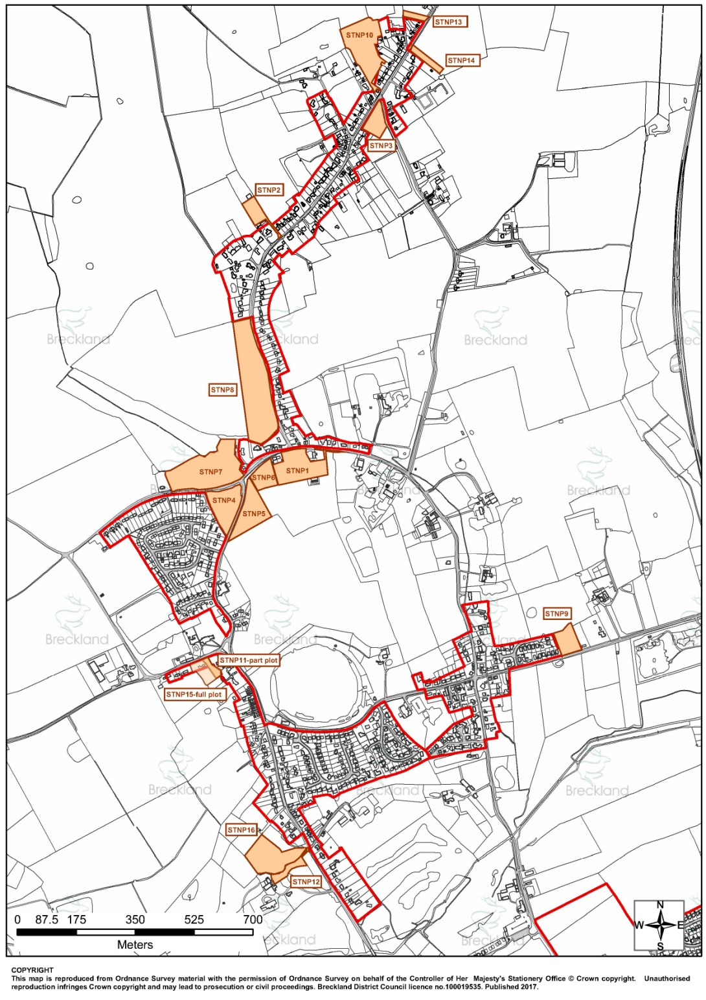 STNP13
STNP10
STNP14
STNP3
STNP2
Breckland
Breckland
Breckland
Brec
STNP8
STNP7
STNP1
STNP6
Breckland
Breckland
STNP4
STNP5
STNP9
Breckland
Breckland
STNP11-part plot
STNP15-full plot
Breckland
Breckland
Breckland
STNP16
STNP12
N
W E
S
0 87.5 175 350 525 700
Meters
eckland
Breckland
COPYRIGHT
This map is reproduced from Ordnance Survey material with the permission of Ordnance Survey on behalf of the Controller of Her Majesty's Stationery Office © Crown copyright. Unauthorised
reproduction infringes Crown copyright and may lead to prosecution or civil proceedings. Breckland District Council licence no.100019535. Published 2017.